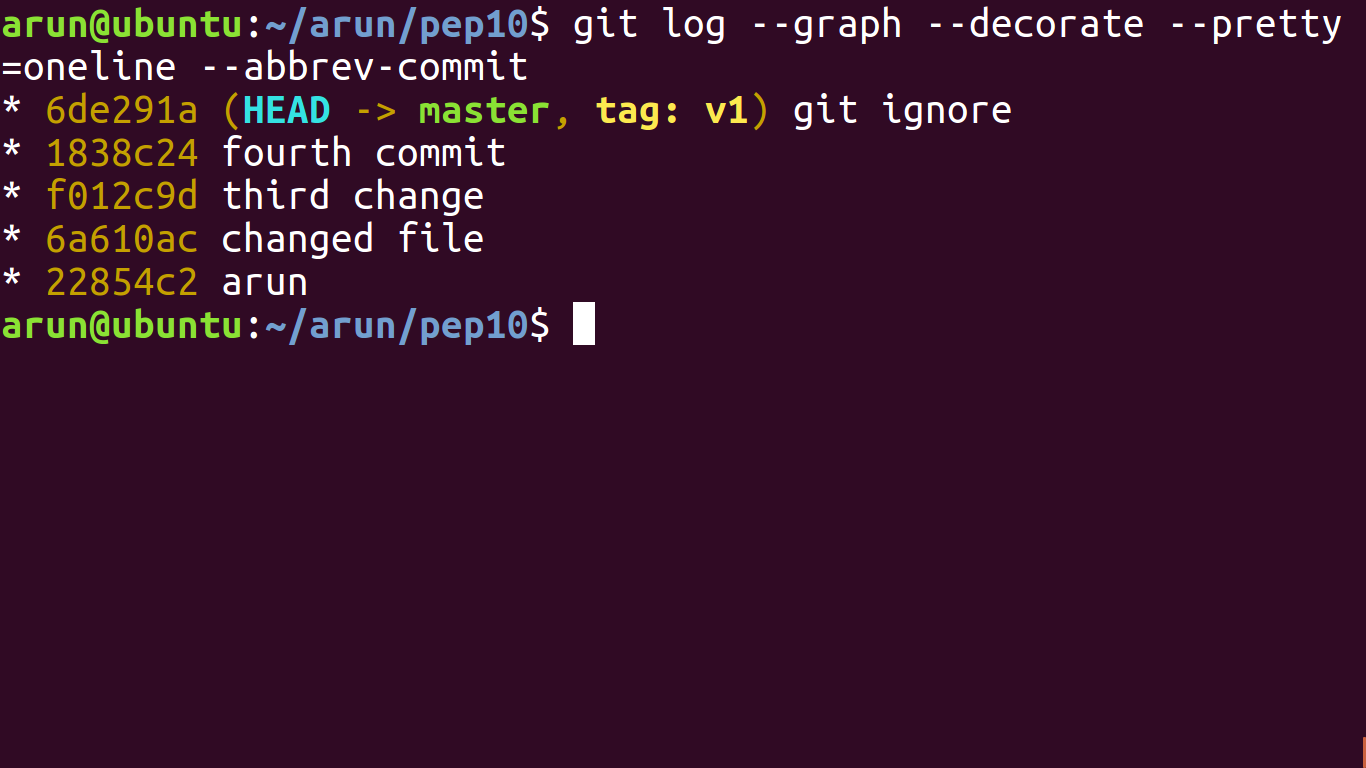 arun@ubuntu:~/arun/pep10$ git log --graph --decorate --pretty
=oneline --abbrev-commit
* 6de291a (HEAD -> master, tag: v1) git ignore
* 1838c24 fourth commit
* f012c9d third change
* 6a610ac changed file
* 22854c2 arun
arun@ubuntu:~/arun/pep10$